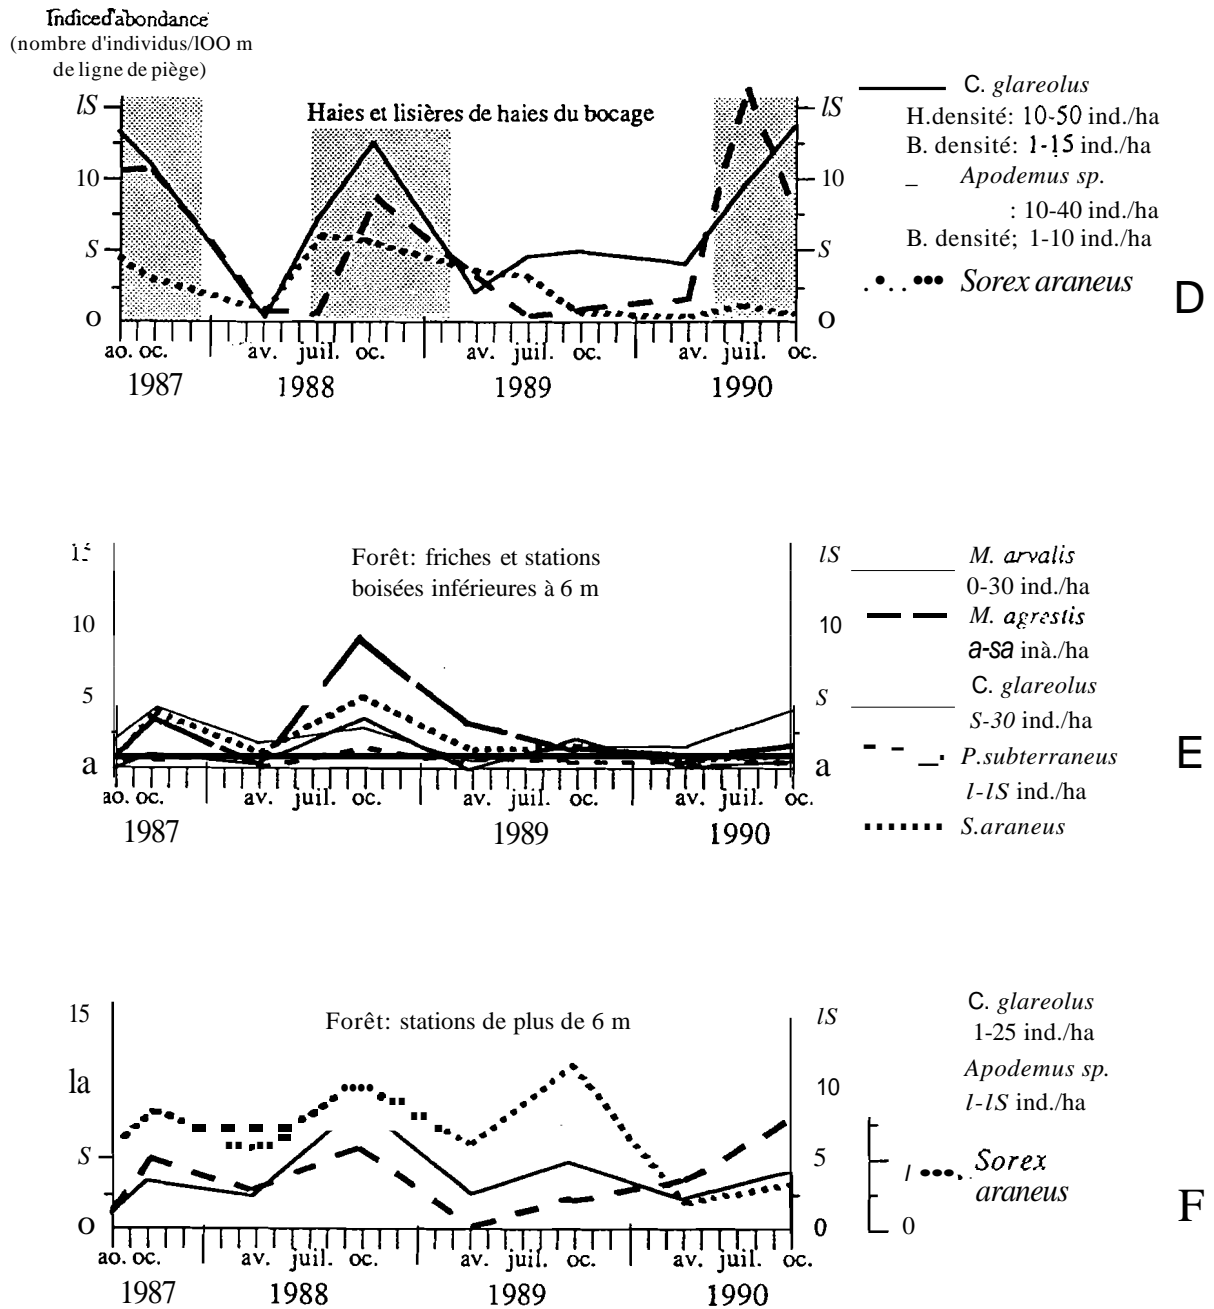 Indice d'abondance
(nombre d'individus/lOO m
de ligne de piège)
lS
10
S
O
Haies et lisières de haies du bocage
lS
10
S
O
ao. oc.
av. juil. oc.
av. juil. oc.
av. juil. oc.
1987
1988
1989
1990
C. glareolus
H.densité: 10-50 ind./ha
B. densité: 1-15 ind./ha
_ Apodemus sp.
: 10-40 ind./ha
B. densité; 1-10 ind./ha
Sorex araneus
D
15
10
5
a
Forêt: friches et stations
boisées inférieures à 6 m
lS
10
S
a
ao. oc.
av. juil. oc.
av. juil. oc.
av. juil. oc.
1987
1989
1990
M. arvalis
0-30 ind./ha
M. agrestis
a-sa inà./ha
C. glareolus
S-30 ind./ha
P.subterraneus
l-lS ind./ha
S.araneus
E
15
la
S
O
Forêt: stations de plus de 6 m
lS
10
5
0
ao. oc.
av. juil. oc.
av. juil. oc.
av. juil. oc.
1987
1988
1989
1990
C. glareolus
1-25 ind./ha
Apodemus sp.
l-lS ind./ha
/
0
Sorex
araneus
F